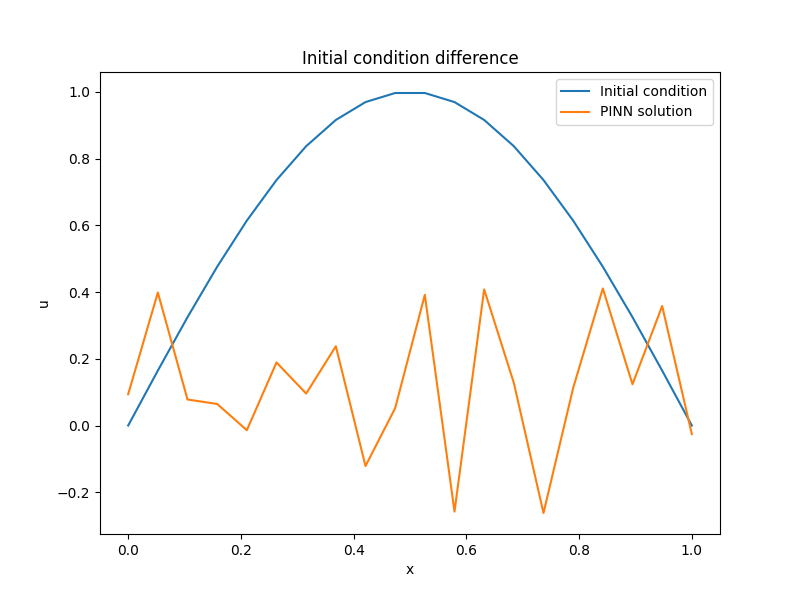 Initial condition difference
Initial condition
PINN solution
1.0
0.8
0.6
0.4
0.2
0.0
−0.2
u
0.0 0.2 0.4 0.6 0.8 1.0
x